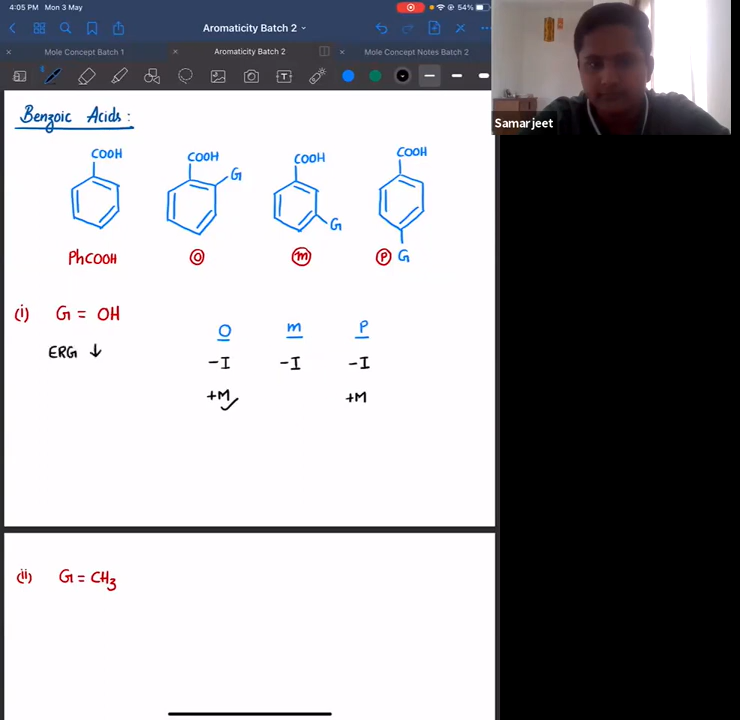 4:05 PM Mon 3 May
54%
Aromaticity Batch 2
Mole Concept Batch 1
Aromaticity Batch 2
Mole Concept Notes Batch 2
Samarjeet
Benzoic Acids:
COOH COOH COOH COOH
G G G
PhCOOH o m p
(i) G = OH
ERG ↓
O m P
-I -I -I
+M +M
(ii) G = CH3